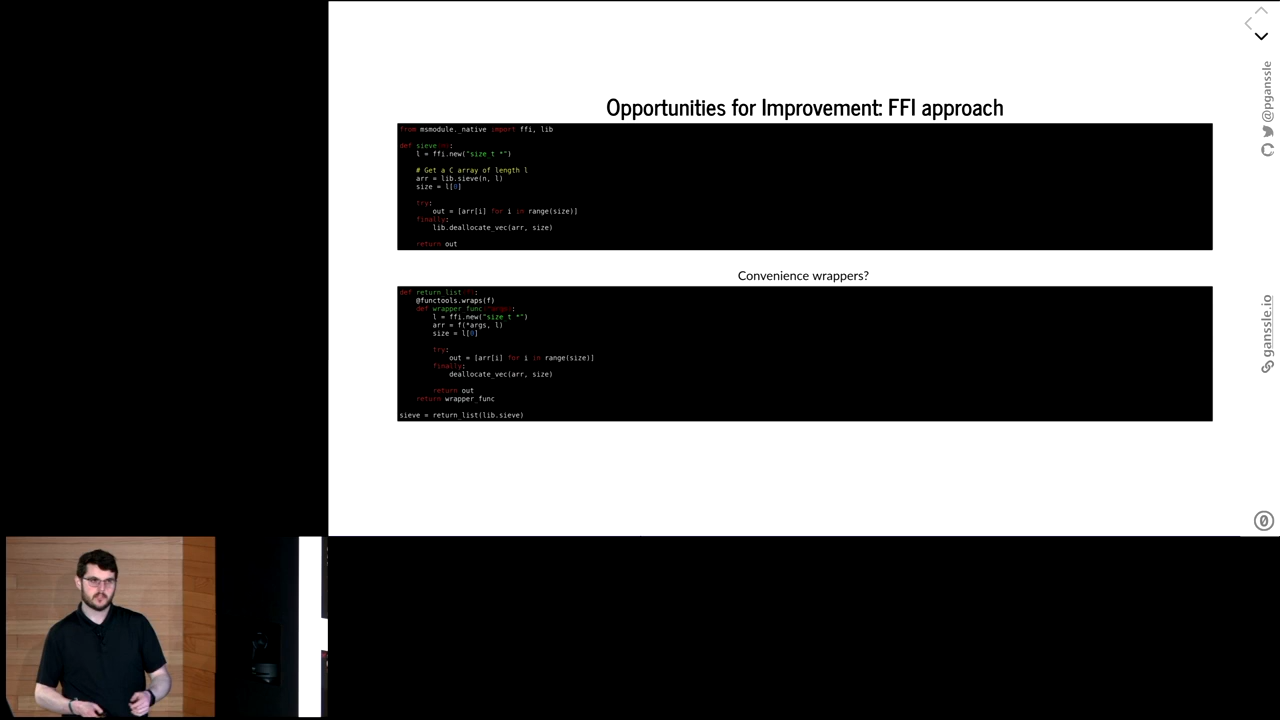 Opportunities for Improvement: FFI approach
from msmodule._native import ffi, lib
def sieve(n):
    l = ffi.new("size_t *")
    # Get a C array of length l
    arr = lib.sieve(n, l)
    size = l[0]
    try:
        out = [arr[i] for i in range(size)]
    finally:
        lib.deallocate_vec(arr, size)
    return out
Convenience wrappers?
def return_list(f):
    @functools.wraps(f)
    def wrapper_func(*args):
        l = ffi.new("size_t *")
        arr = f(*args, l)
        size = l[0]
        try:
            out = [arr[i] for i in range(size)]
        finally:
            deallocate_vec(arr, size)
        return out
    return wrapper_func
sieve = return_list(lib.sieve)
@pganssle
ganssle.io
0